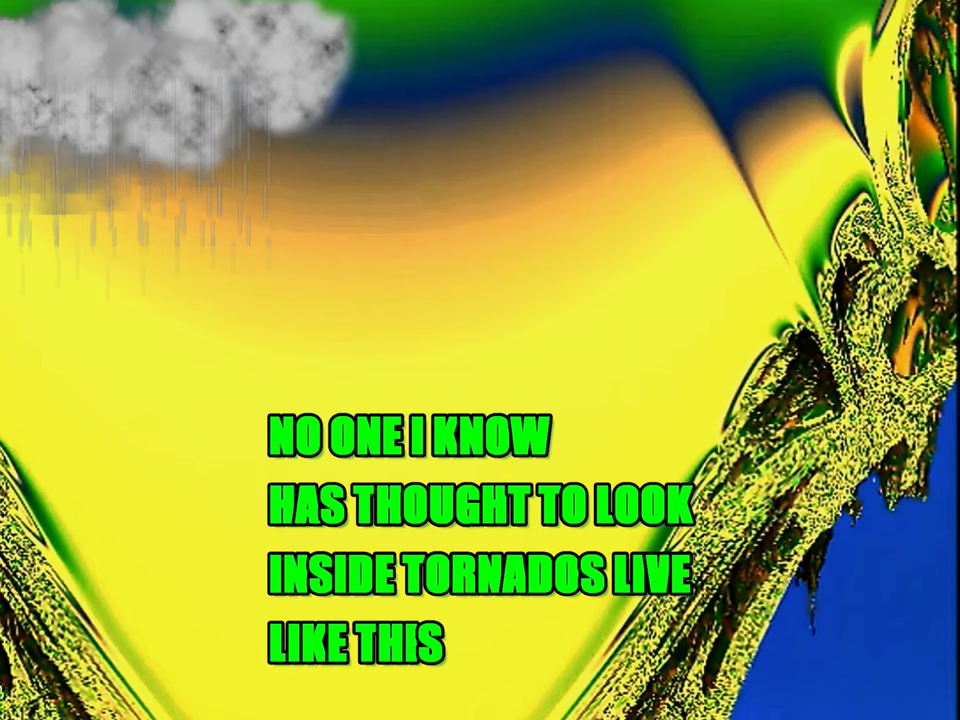 NO ONE I KNOW
HAS THOUGHT TO LOOK
INSIDE TORNADOS LIVE
LIKE THIS